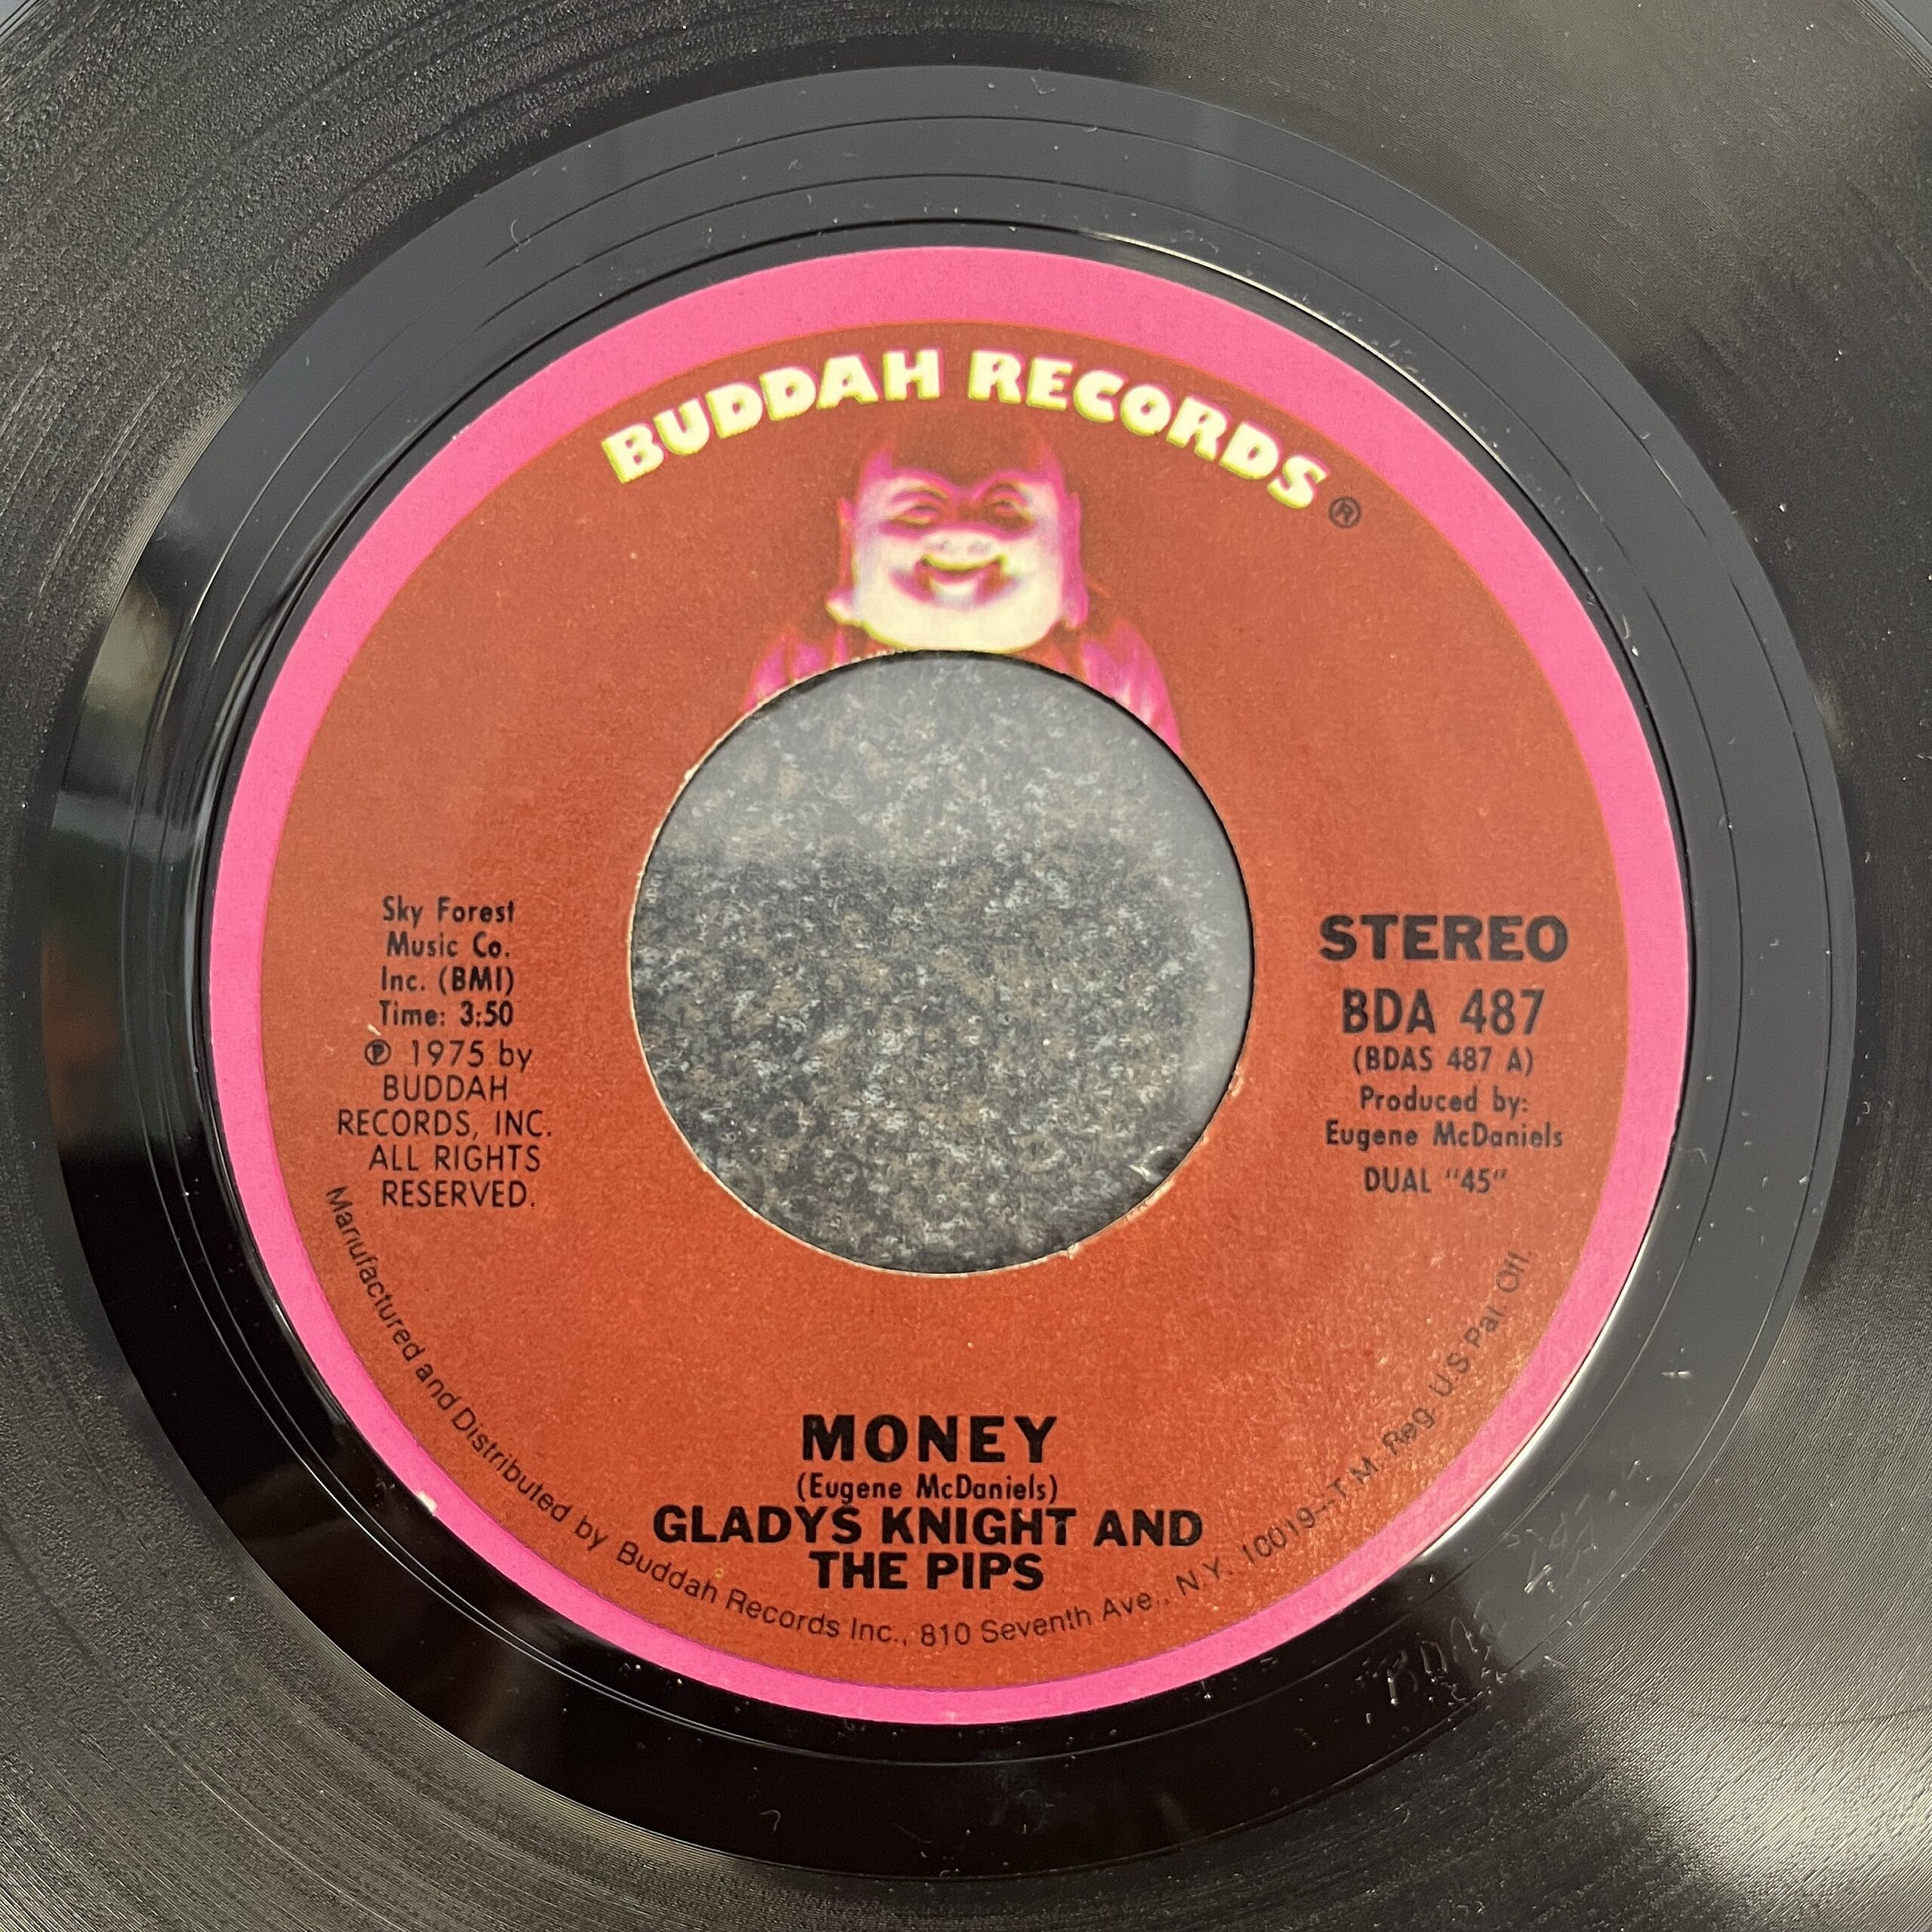 BUDDAH RECORDS®
Sky Forest
Music Co.
Inc. (BMI)
Time: 3:50
℗ 1975 by
BUDDAH
RECORDS, INC.
ALL RIGHTS
RESERVED.
STEREO
BDA 487
(BDAS 487 A)
Produced by:
Eugene McDaniels
DUAL "45"
MONEY
(Eugene McDaniels)
GLADYS KNIGHT AND
THE PIPS
Manufactured and Distributed by Buddah Records Inc., 810 Seventh Ave., N.Y. 10019—T.M. Reg. U.S. Pat. Off.